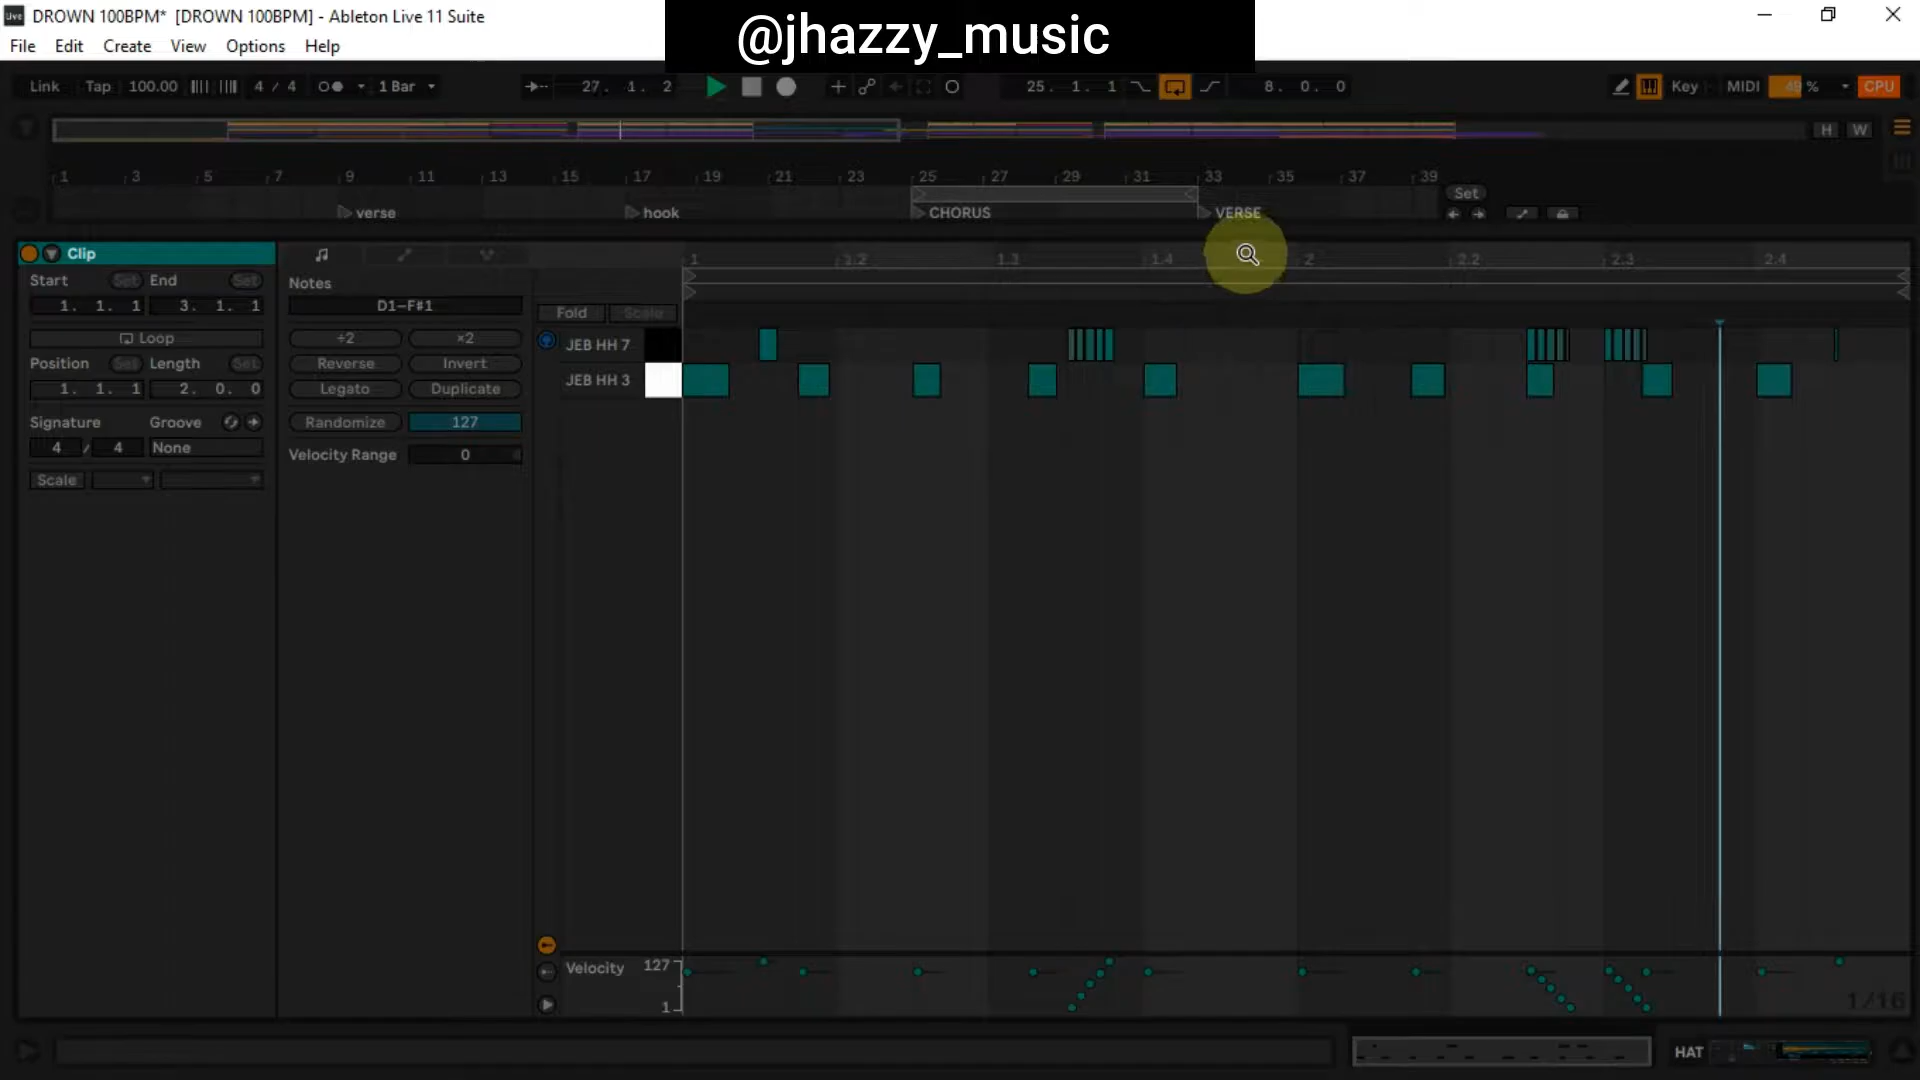 DROWN 100BPM* [DROWN 100BPM] - Ableton Live 11 Suite
@jhazzy_music
File Edit Create View Options Help
Link Tap 100.00 4 / 4 1 Bar 27. 1. 2 25. 1. 1 8. 0. 0 Key MIDI CPU
H W
1 3 5 7 9 11 13 15 17 19 21 23 25 27 29 31 33 35 37 39
Set
verse hook CHORUS VERSE
Clip
1 1.2 1.3 1.4 2 2.2 2.3 2.4
Start Set End Set
Notes
1. 1. 1 3. 1. 1
D1–F#1
Fold Scale
Loop
÷2 ×2
JEB HH 7
Position Set Length Set
Reverse Invert
JEB HH 3
1. 1. 1 2. 0. 0
Legato Duplicate
Signature Groove
Randomize 127
4 / 4 None
Velocity Range 0
Scale
Velocity 127
1
1/16
HAT